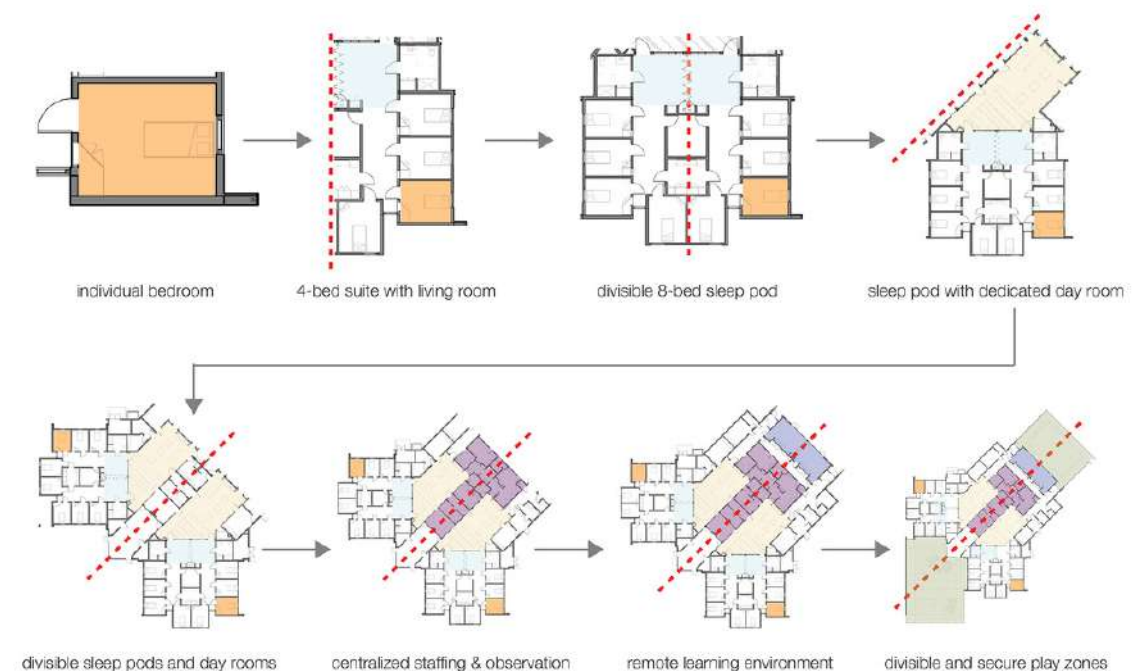 individual bedroom
4-bed suite with living room
divisible 8-bed sleep pod
sleep pod with dedicated day room
divisible sleep pods and day rooms
centralized staffing & observation
remote learning environment
divisible and secure play zones